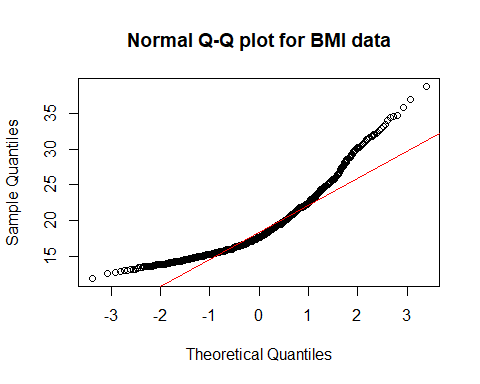 Normal Q-Q plot for BMI data
Sample Quantiles
35
30
25
20
15
-3 -2 -1 0 1 2 3
Theoretical Quantiles